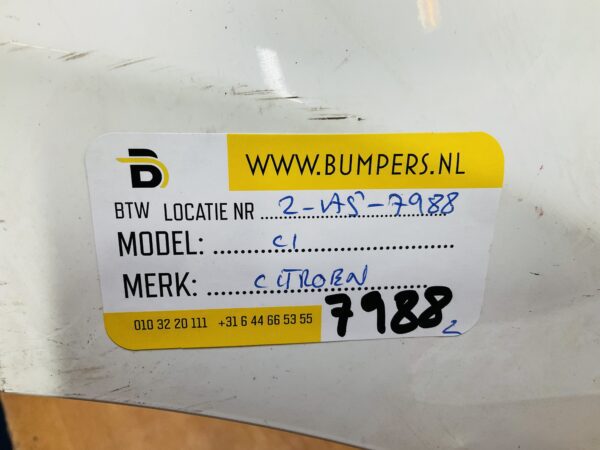 WWW.BUMPERS.NL
BTW LOCATIE NR 2-VAS-7988
MODEL: C1
MERK: CITROEN
010 32 20 111 +31 6 44 66 53 55 7988 2